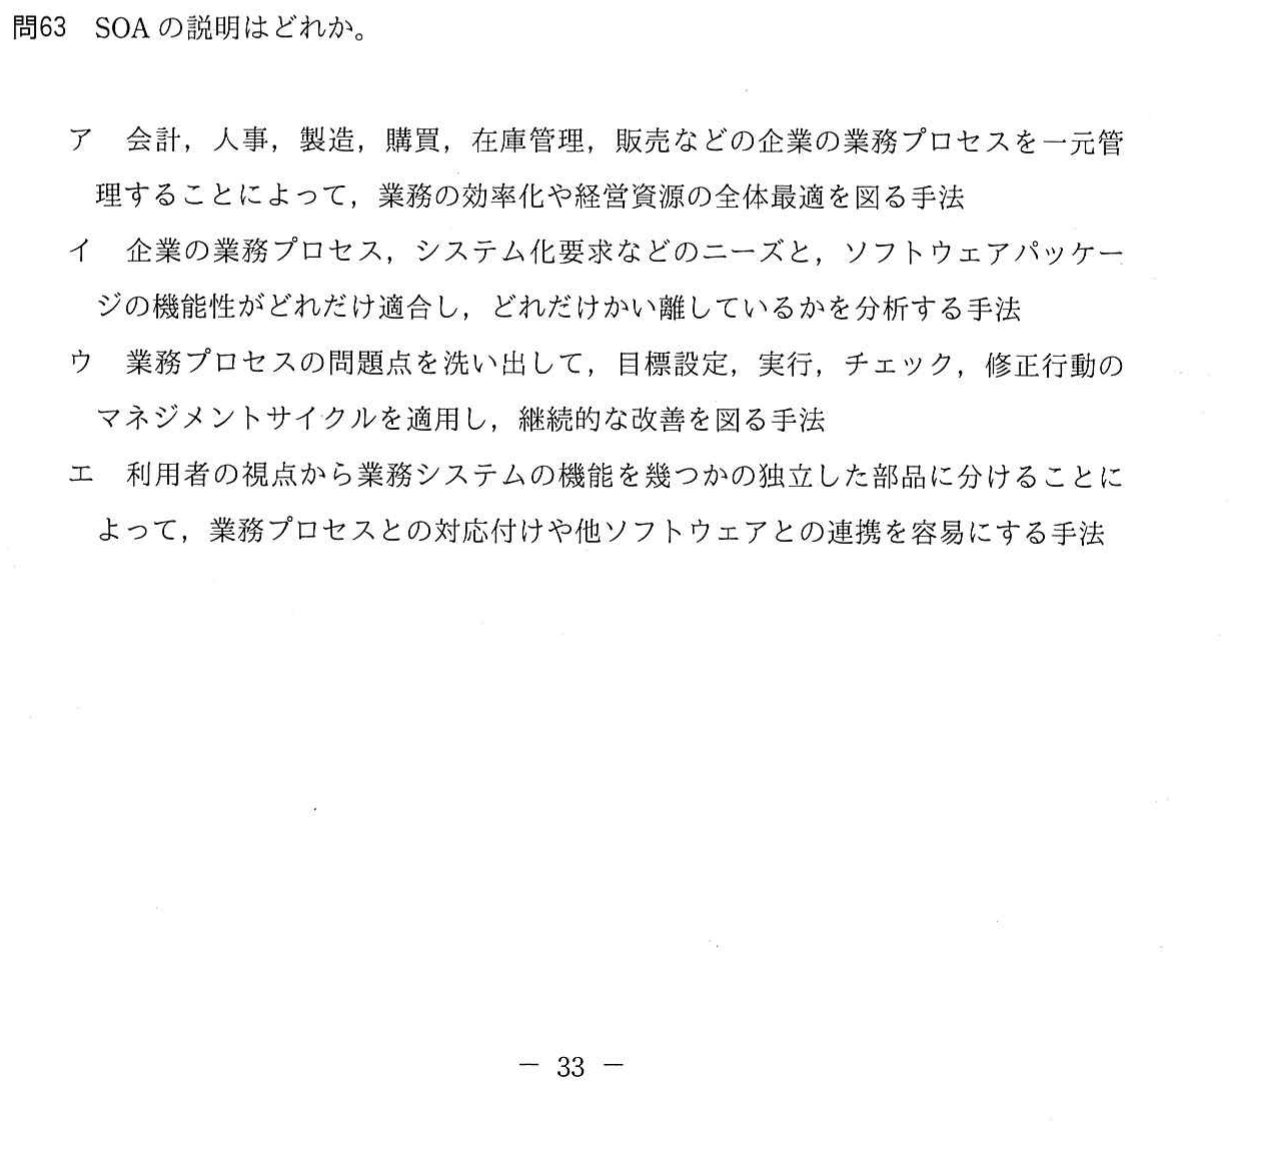 問63 SOA の説明はどれか。
ア 会計，人事，製造，購買，在庫管理，販売などの企業の業務プロセスを一元管
理することによって，業務の効率化や経営資源の全体最適を図る手法
イ 企業の業務プロセス，システム化要求などのニーズと，ソフトウェアパッケー
ジの機能性がどれだけ適合し，どれだけかい離しているかを分析する手法
ウ 業務プロセスの問題点を洗い出して，目標設定，実行，チェック，修正行動の
マネジメントサイクルを適用し，継続的な改善を図る手法
エ 利用者の視点から業務システムの機能を幾つかの独立した部品に分けることに
よって，業務プロセスとの対応付けや他ソフトウェアとの連携を容易にする手法
－ 33 －